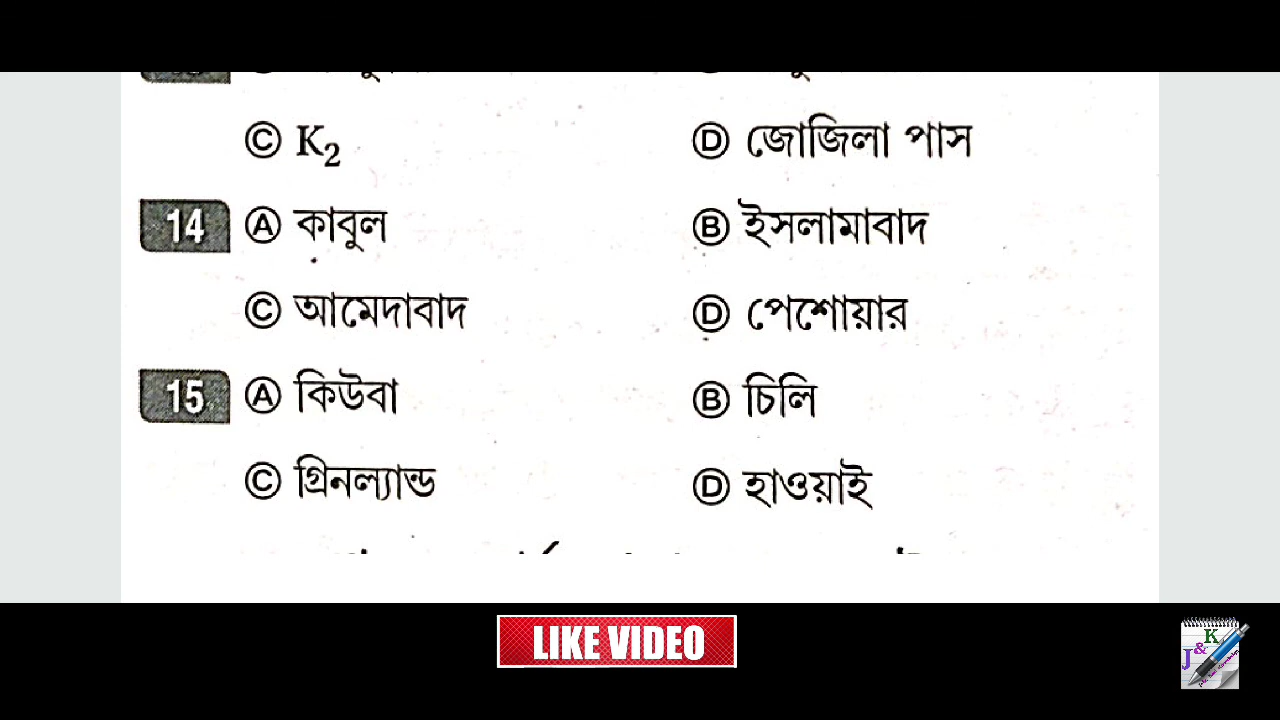 Ⓒ K₂ Ⓓ জোজিলা পাস
14 Ⓐ কাবুল Ⓑ ইসলামাবাদ
Ⓒ আমেদাবাদ Ⓓ পেশোয়ার
15 Ⓐ কিউবা Ⓑ চিলি
Ⓒ গ্রিনল্যান্ড Ⓓ হাওয়াই
LIKE VIDEO
J&K